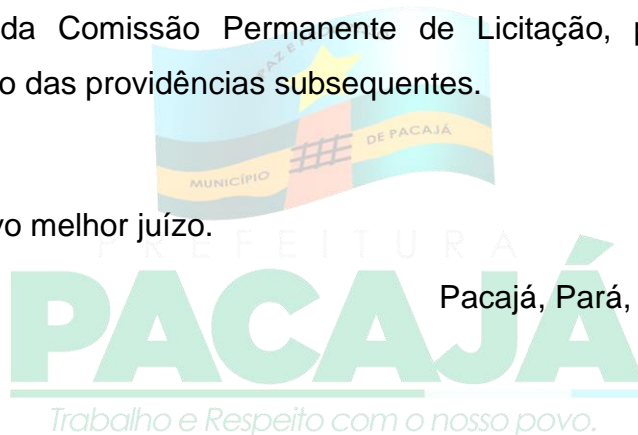 da Comissão Permanente de Licitação, p
o das providências subsequentes.
PAZ E
DE PACAJÁ
MUNICÍPIO
vo melhor juízo.
PREFEITURA
Pacajá, Pará,
PACAJÁ
Trabalho e Respeito com o nosso povo.